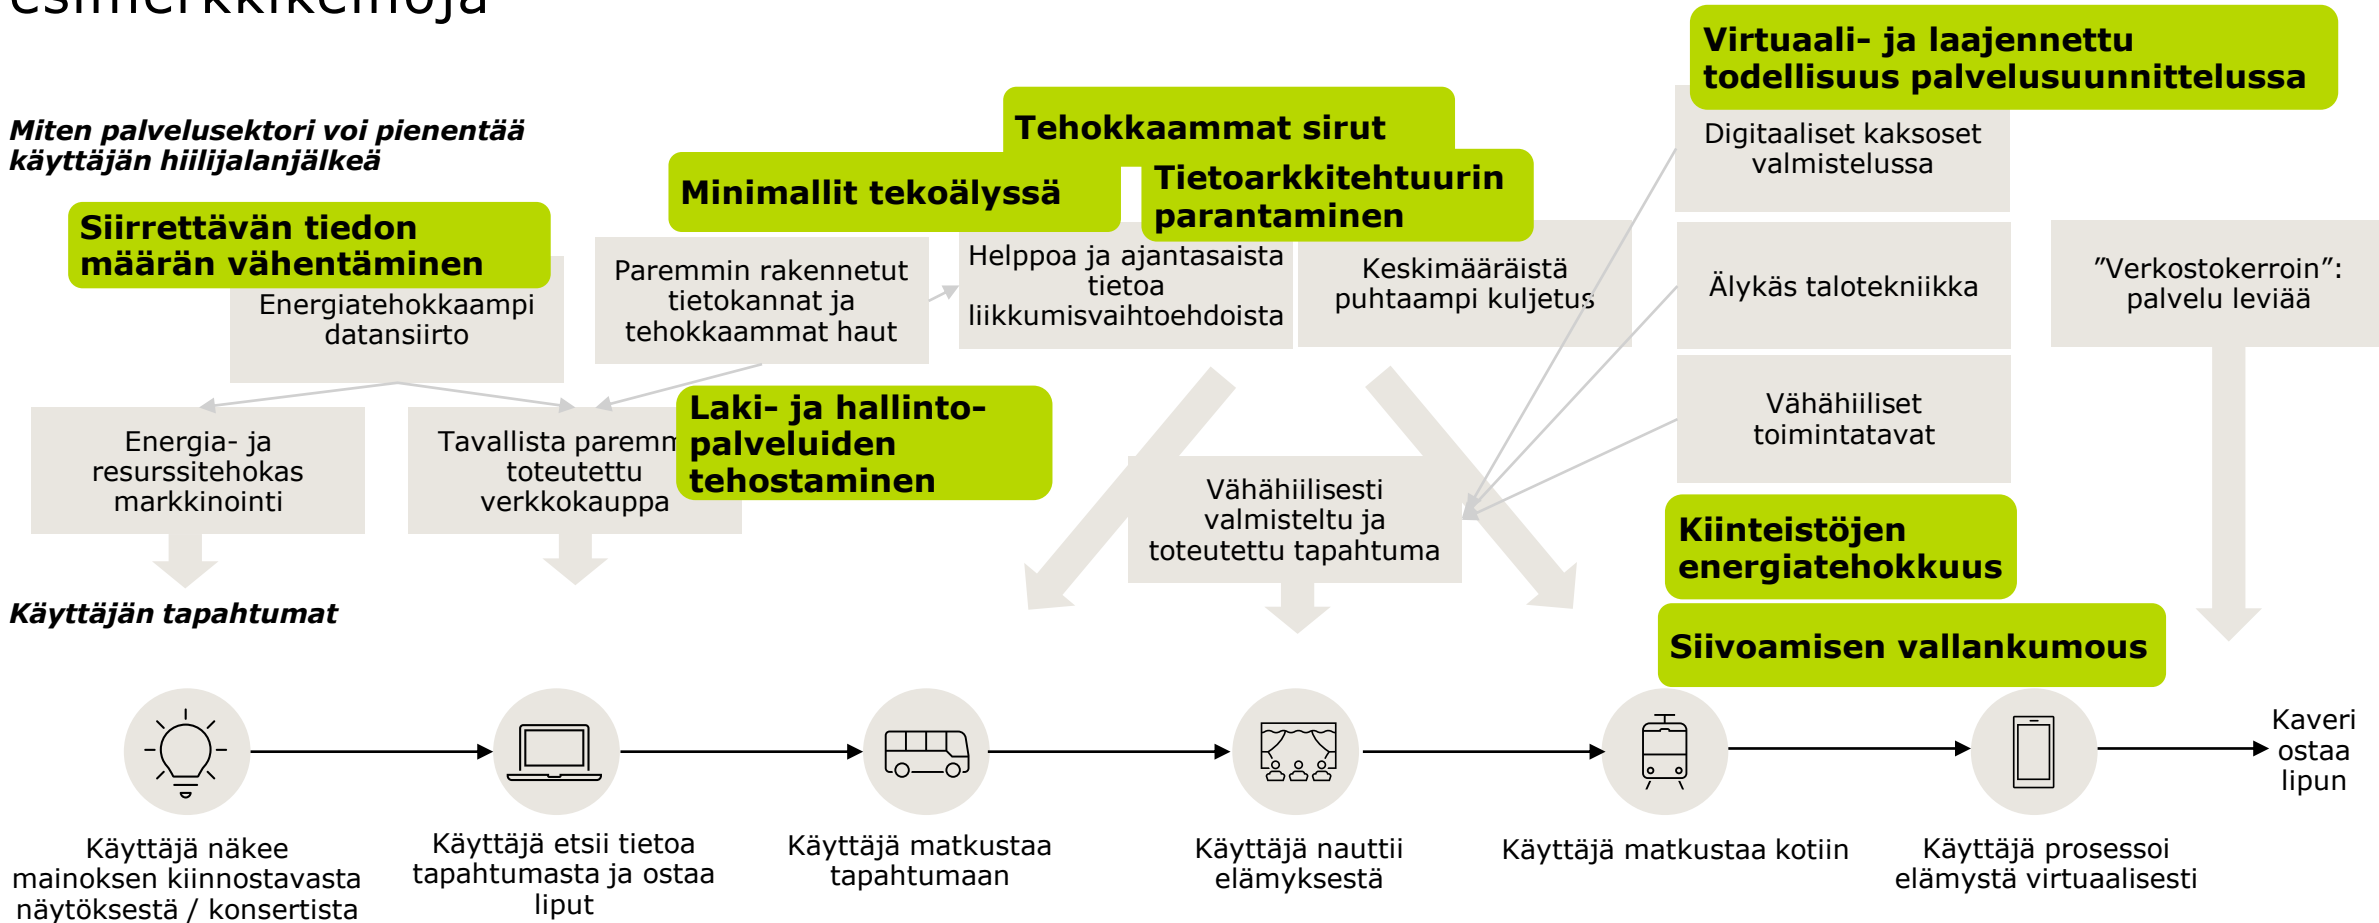 esimerkkikeinoja
Miten palvelusektori voi pienentää
käyttäjän hiilijalanjälkeä
Siirrettävän tiedon
määrän vähentäminen
Energiatehokkaampi
datansiirto
Energia- ja
resurssitehokas
markkinointi
Minimallit tekoälyssä
Paremmin rakennetut
tietokannat ja
tehokkaammat haut
Tavallista paremm
toteutettu
verkkokauppa
Laki- ja hallinto-
palveluiden
tehostaminen
Tehokkaammat sirut
Tietoarkkitehtuurin
parantaminen
Helppoa ja ajantasaista
tietoa
liikkumisvaihtoehdoista
Keskimääräistä
puhtaampi kuljetus
Vähähiilisesti
valmisteltu ja
toteutettu tapahtuma
Virtuaali- ja laajennettu
todellisuus palvelusuunnittelussa
Digitaaliset kaksoset
valmistelussa
Älykäs talotekniikka
Vähähiiliset
toimintatavat
Kiinteistöjen
energiatehokkuus
Siivoamisen vallankumous
”Verkostokerroin”:
palvelu leviää
Käyttäjän tapahtumat
Käyttäjä näkee
mainoksen kiinnostavasta
näytöksestä / konsertista
Käyttäjä etsii tietoa
tapahtumasta ja ostaa
liput
Käyttäjä matkustaa
tapahtumaan
Käyttäjä nauttii
elämyksestä
Käyttäjä matkustaa kotiin
Käyttäjä prosessoi
elämystä virtuaalisesti
Kaveri
ostaa
lipun